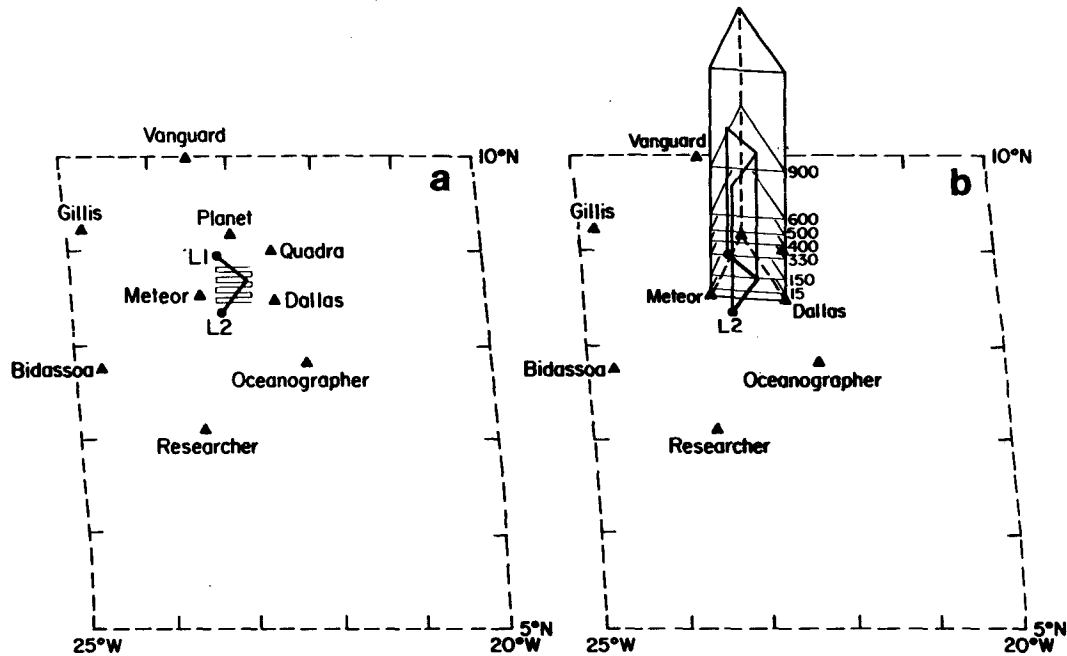 Vanguard
10°N
a
Gillis
Planet
L1
Quadra
Meteor
Dallas
L2
Bidassoa
Oceanographer
Researcher
25°W
20°W
5°N
Vanguard
10°N
b
900
Gillis
600
500
400
330
150
15
Meteor
Dallas
L2
Bidassoa
Oceanographer
Researcher
25°W
20°W
5°N